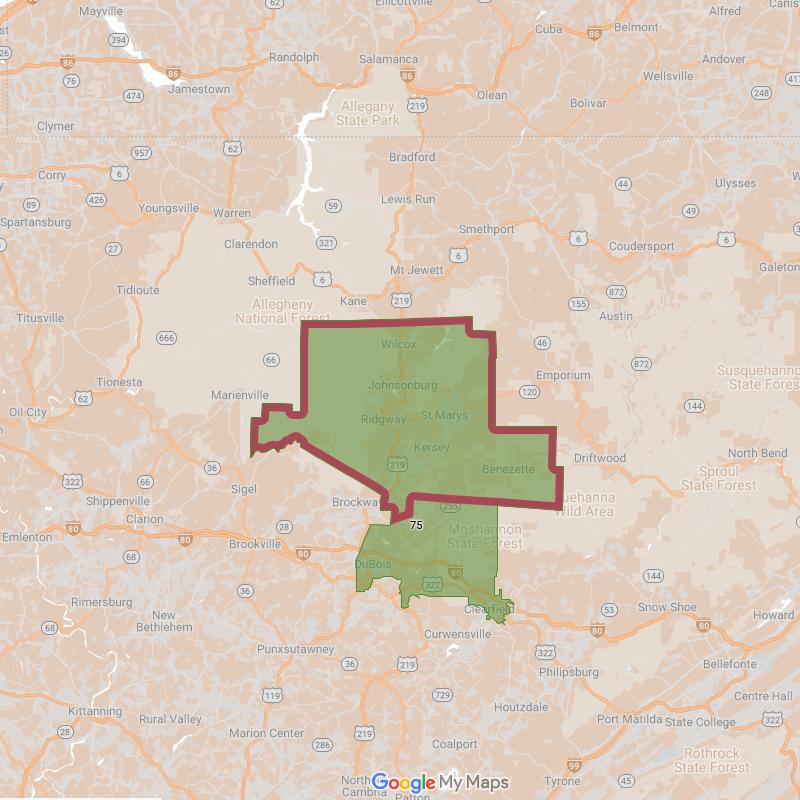 Mayville
Ellicottville
Alfred
394
Cuba
86
Belmont
Randolph
Salamanca
Andover
86
76
86
Wellsville
Jamestown
474
219
Olean
248
417
Allegany
State Park
Bolivar
Clymer
62
957
Bradford
Corry
6
44
Ulysses
426
59
Lewis Run
89
Youngsville
Warren
49
Spartansburg
Smethport
6
27
Clarendon
321
6
Coudersport
Mt Jewett
Galeton
Sheffield
6
Tidioute
872
Kane
219
155
Allegheny
National Forest
Austin
Titusville
666
Wilcox
46
66
872
Susquehannock
State Forest
Tionesta
Johnsonburg
Emporium
62
Marienville
120
144
Oil City
Ridgway
St Marys
Kersey
North Bend
36
219
Benezette
Driftwood
322
66
Sproul
State Forest
Sigel
Shippenville
Brockway
255
Quehanna
Wild Area
Clarion
28
75
Moshannon
State Forest
Emlenton
322
80
Brookville
80
DuBois
80
144
322
36
Rimersburg
Clearfield
53
Snow Shoe
New
Bethlehem
Howard
68
80
80
Curwensville
Punxsutawney
322
36
219
Bellefonte
Philipsburg
119
729
Centre Hall
Kittanning
Houtzdale
Rural Valley
Port Matilda
State College
322
28
219
Marion Center
286
Coalport
Rothrock
State Forest
99
North
Cambria
Patton
Tyrone
45
Google My Maps